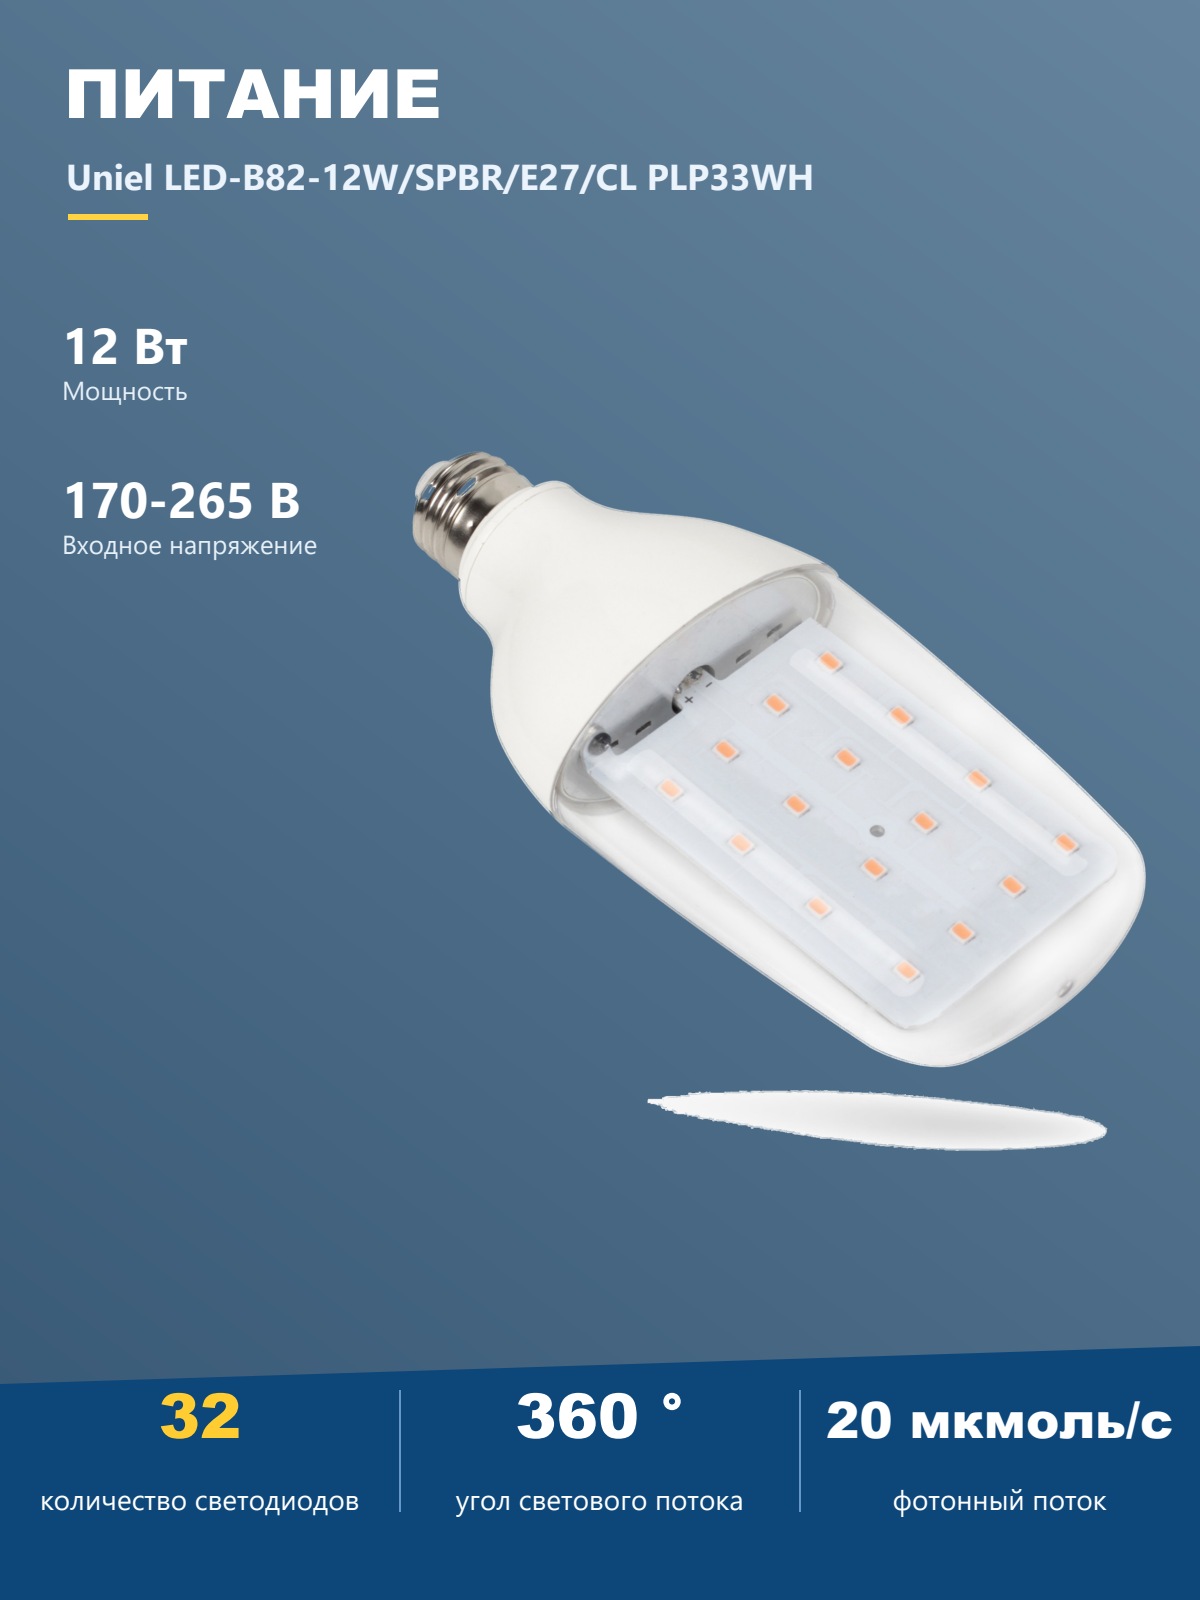 ПИТАНИЕ
Uniel LED-B82-12W/SPBR/E27/CL PLP33WH
12 Вт
Мощность
170-265 В
Входное напряжение
32
количество светодиодов
360 °
угол светового потока
20 мкмоль/с
фотонный поток